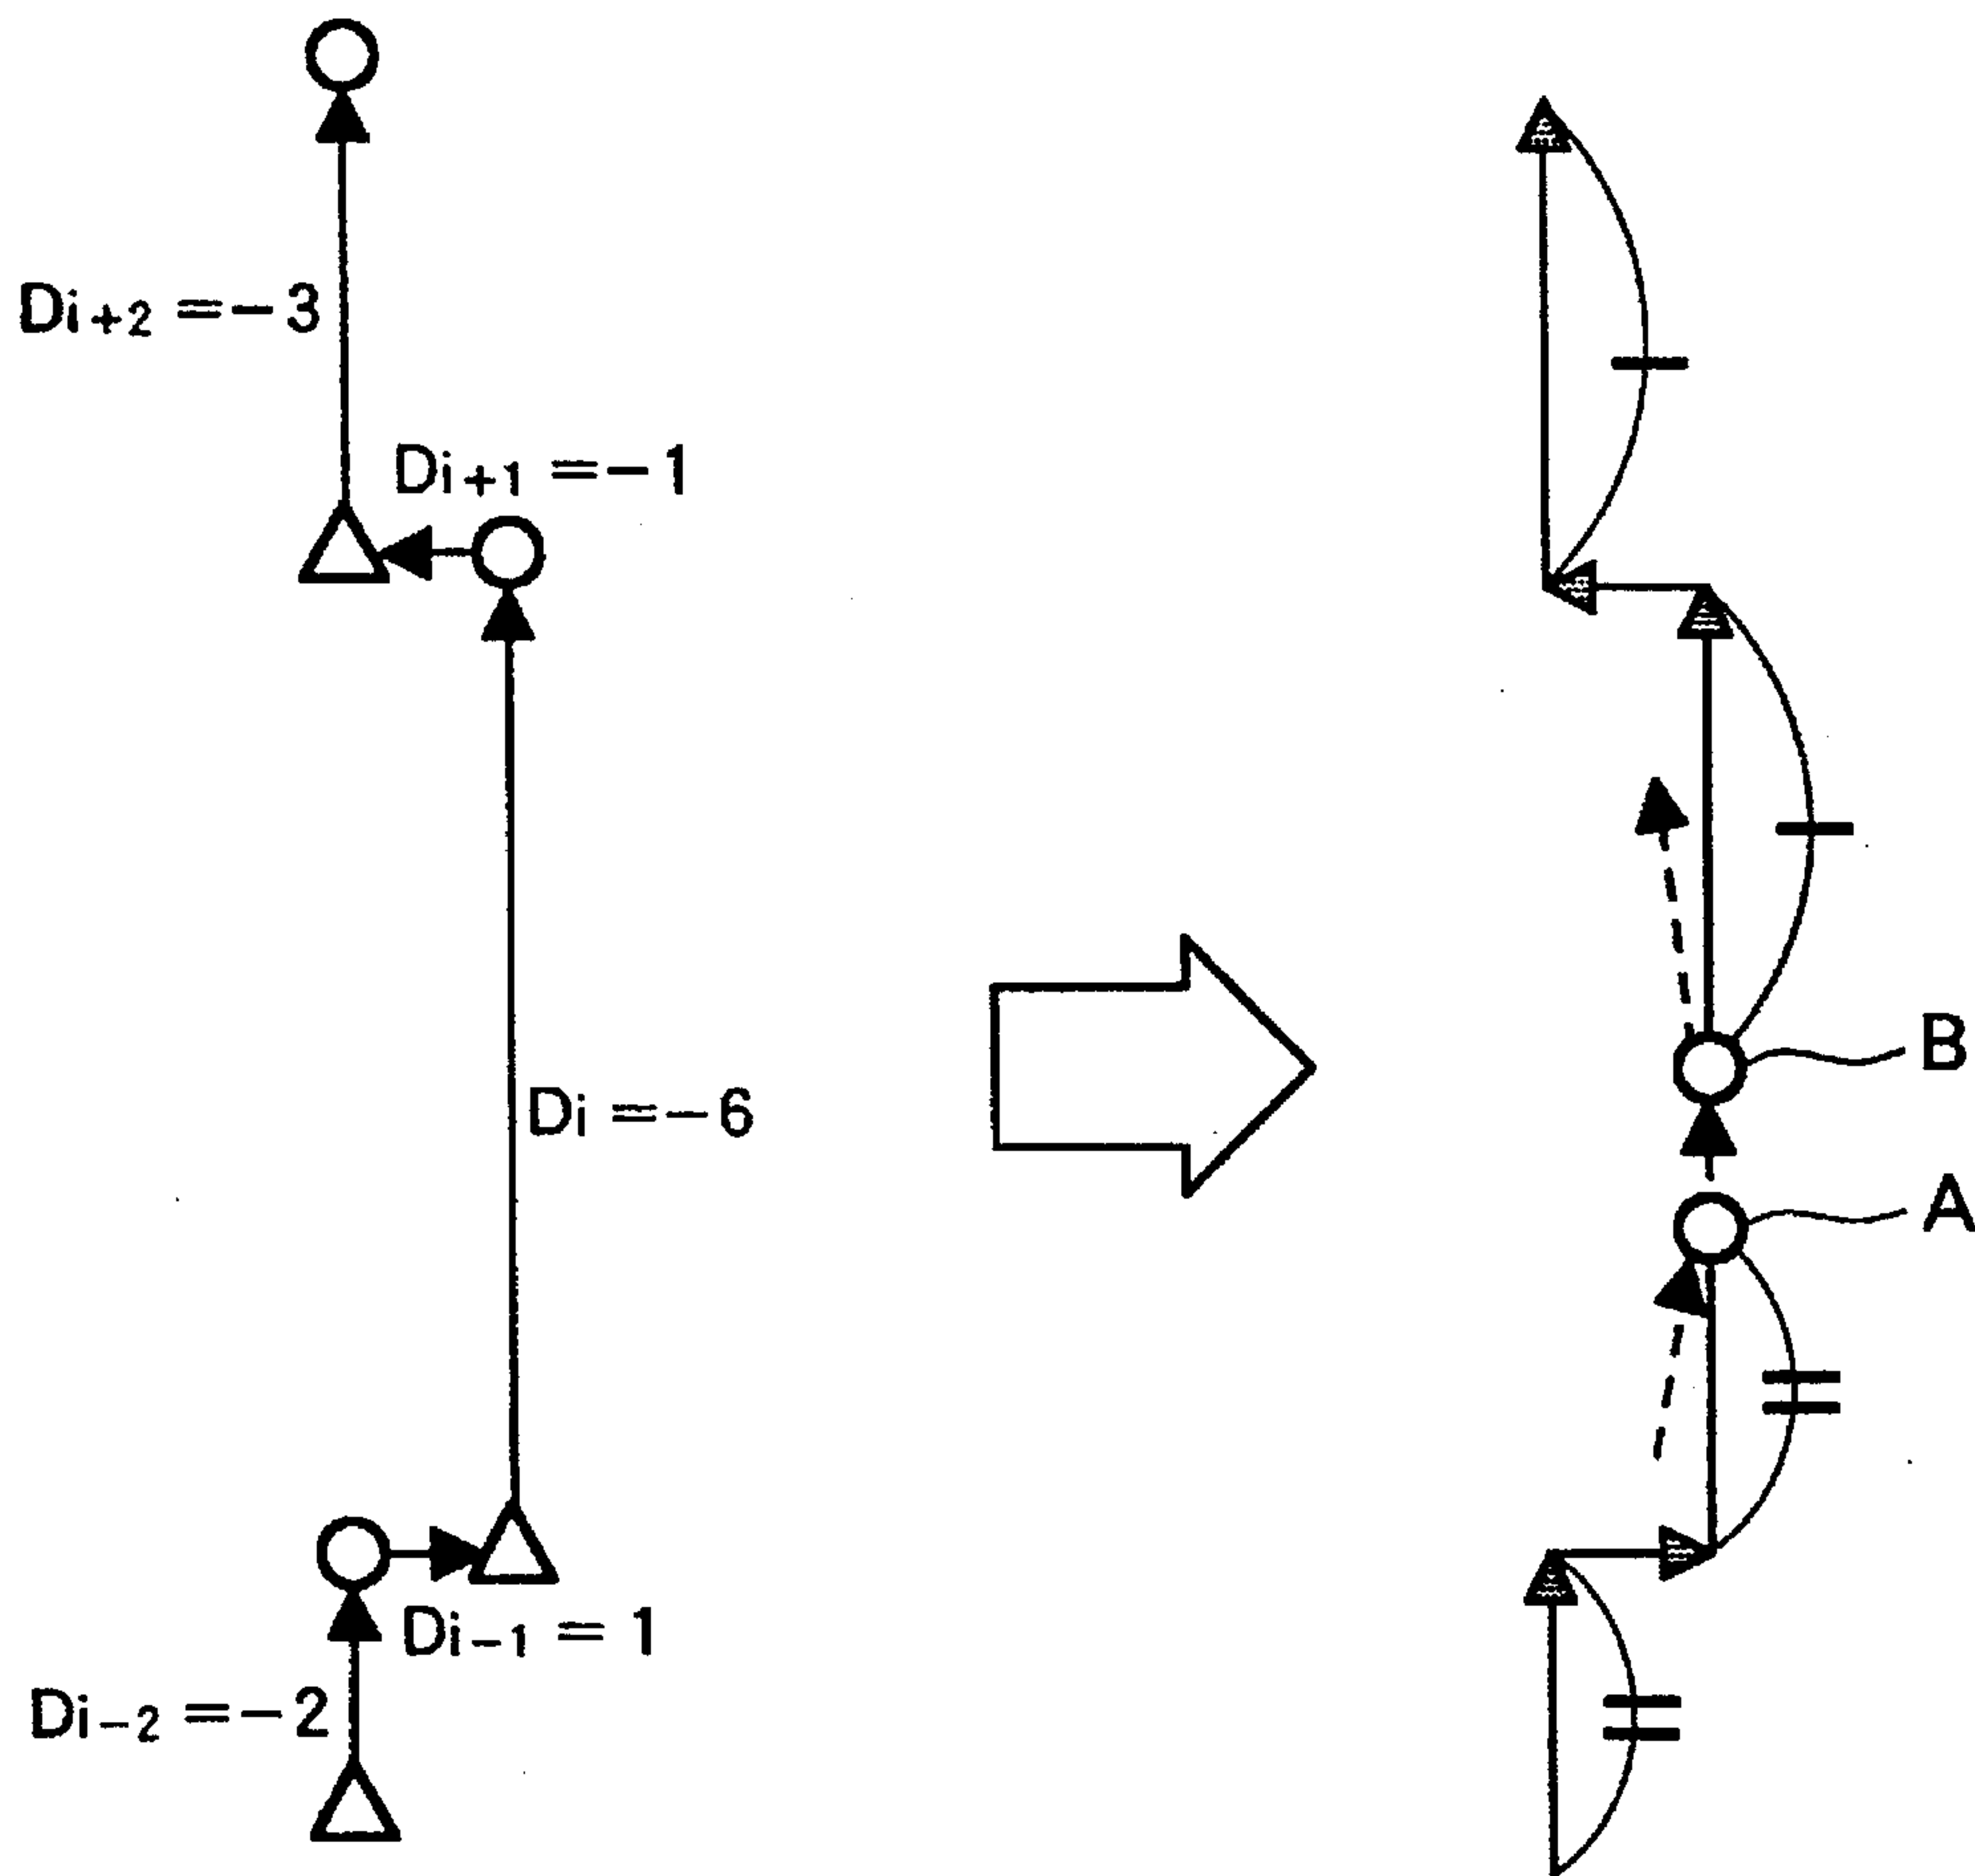 Di+2 =-3
Di+1 =-1
Di =-6
B
A
Di-1 = 1
Di-2 =-2